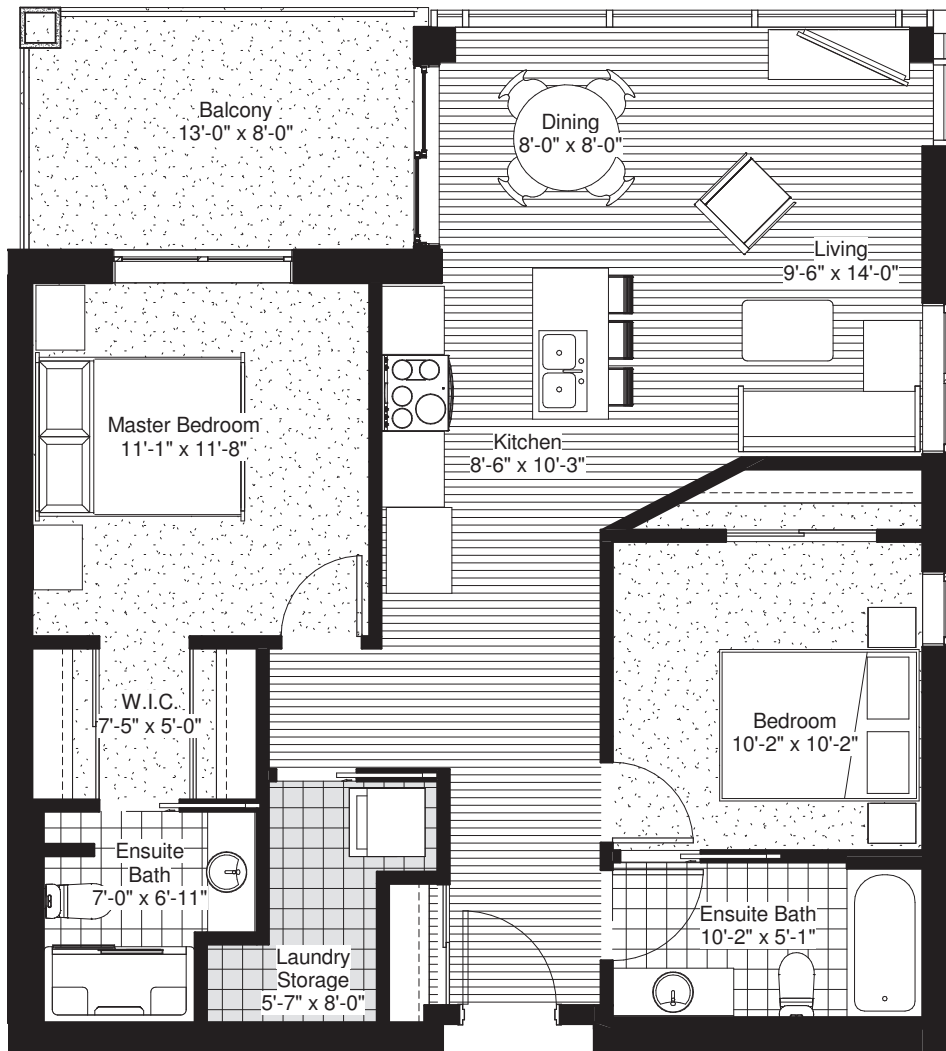 Balcony
13'-0" x 8'-0"
Dining
8'-0" x 8'-0"
Living
9'-6" x 14'-0"
Master Bedroom
11'-1" x 11'-8"
Kitchen
8'-6" x 10'-3"
W.I.C.
7'-5" x 5'-0"
Bedroom
10'-2" x 10'-2"
Ensuite
Bath
7'-0" x 6'-11"
Ensuite Bath
10'-2" x 5'-1"
Laundry
Storage
5'-7" x 8'-0"